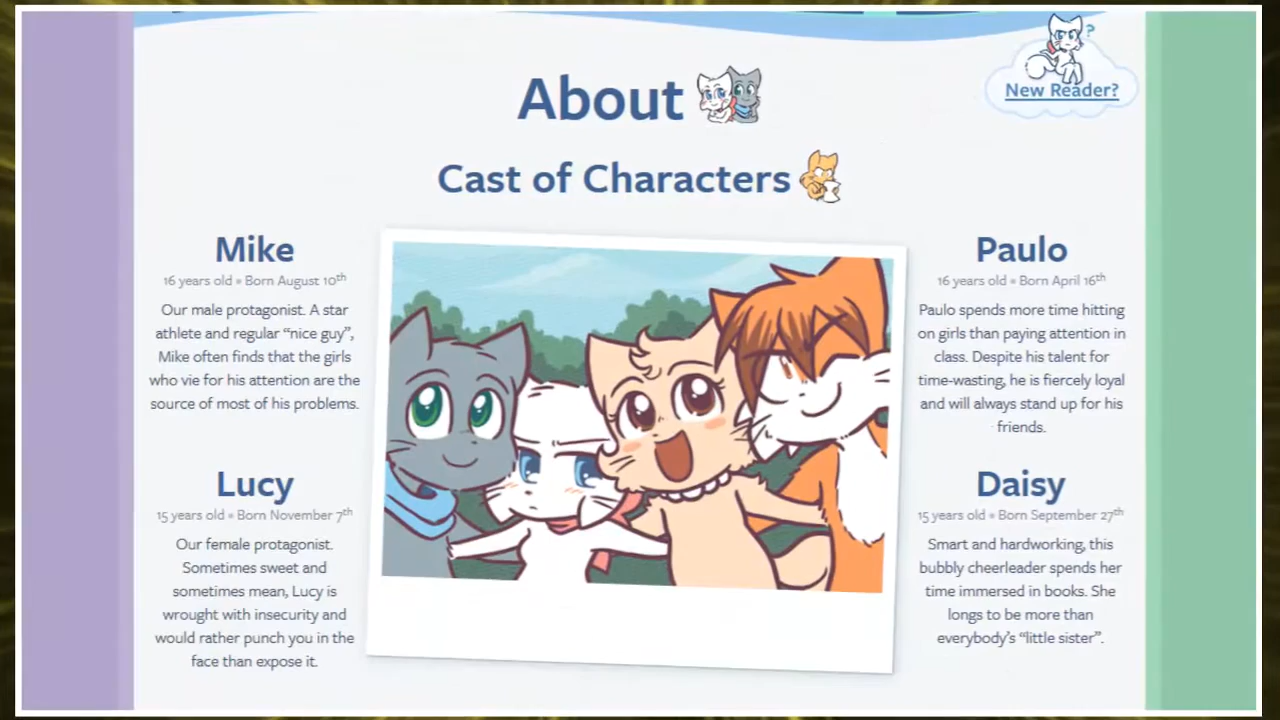 About
?
New Reader?
Cast of Characters
Mike
16 years old • Born August 10th
Our male protagonist. A star
athlete and regular “nice guy”,
Mike often finds that the girls
who vie for his attention are the
source of most of his problems.
Lucy
15 years old • Born November 7th
Our female protagonist.
Sometimes sweet and
sometimes mean, Lucy is
wrought with insecurity and
would rather punch you in the
face than expose it.
Paulo
16 years old • Born April 16th
Paulo spends more time hitting
on girls than paying attention in
class. Despite his talent for
time-wasting, he is fiercely loyal
and will always stand up for his
friends.
Daisy
15 years old • Born September 27th
Smart and hardworking, this
bubbly cheerleader spends her
time immersed in books. She
longs to be more than
everybody’s “little sister”.